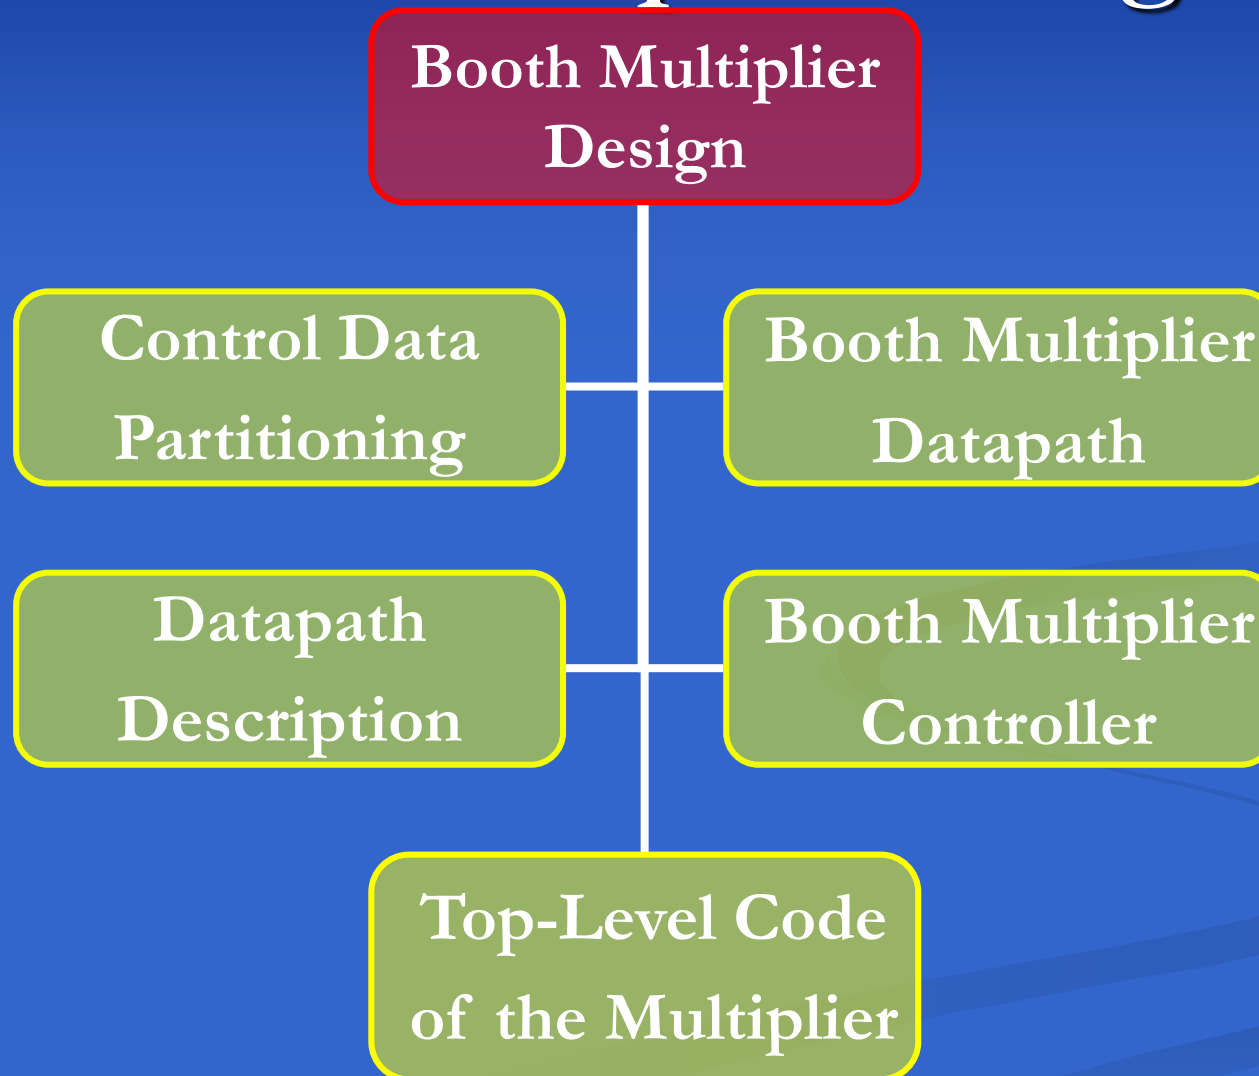 Booth Multiplier
Design
Control Data
Partitioning
Booth Multiplier
Datapath
Datapath
Description
Booth Multiplier
Controller
Top-Level Code
of the Multiplier